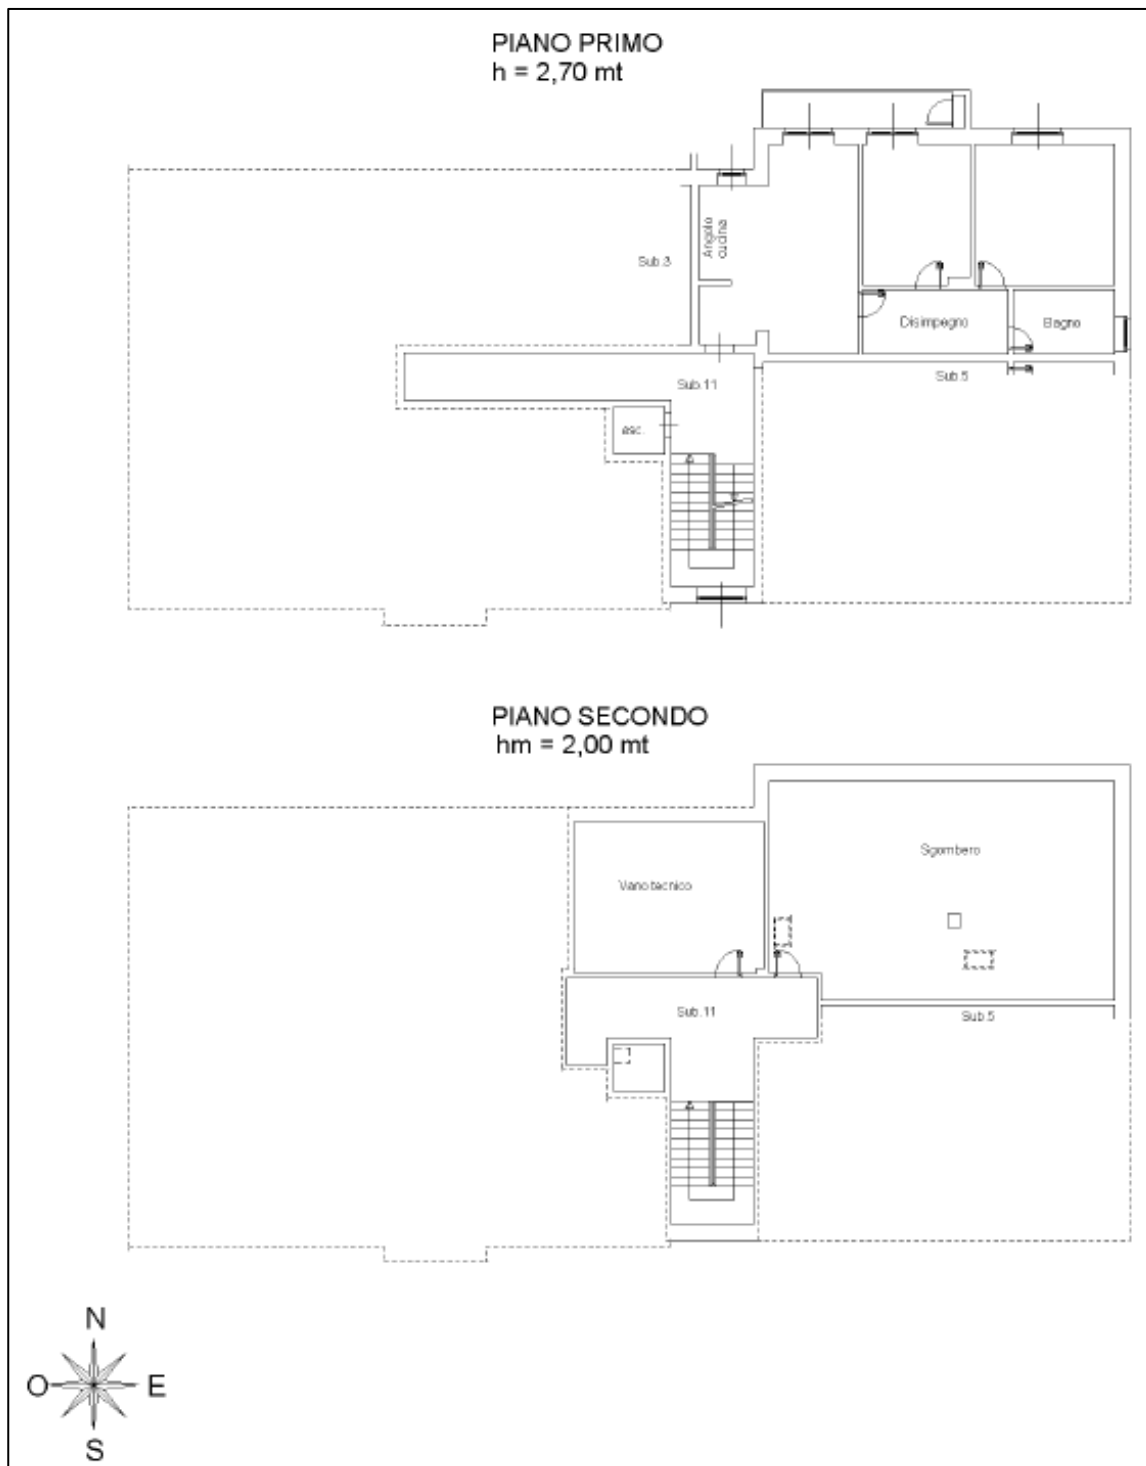 PIANO PRIMO
h = 2,70 mt
Angolo
cucina
Sub.3
Disimpegno
Bagno
Sub.11
Sub.5
asc.
PIANO SECONDO
hm = 2,00 mt
Sgombero
Vano tecnico
Sub.11
Sub.5
N
O
E
S